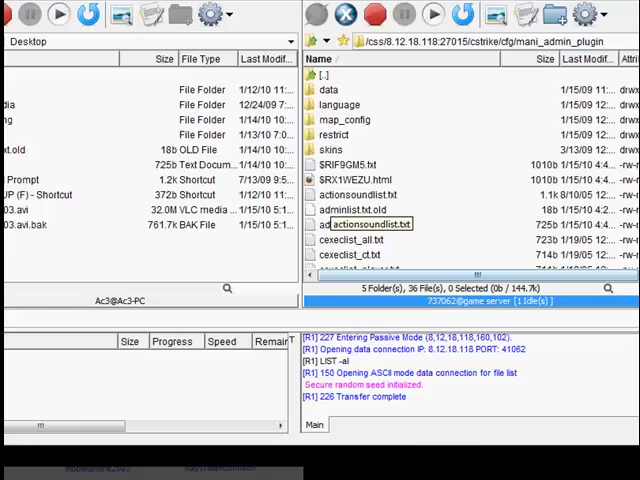 Desktop
/css/8.12.18.118:27015/cstrike/cfg/mani_admin_plugin
Size File Type Last Modif...
Name Size Last Modif... Attri
[..]
File Folder 1/12/10 11:...
data 1/15/09 11:... drwx
dia File Folder 12/24/09 7:...
language 1/15/09 11:... drwx
File Folder 1/14/10 10:...
map_config 1/15/09 11:... drwx
File Folder 1/13/10 7:0...
restrict 1/15/09 11:... drwx
xt.old 18b OLD File 1/14/10 10:...
skins 3/13/09 5:... drwx
725b Text Docum... 1/14/10 10:...
$RIF9GM5.txt 1010b 1/15/10 4:4... -rw-
Prompt 1.2k Shortcut 7/13/09 9:5...
$RX1WEZU.html 1010b 1/15/10 4:4... -rw-
UP (F) - Shortcut 372b Shortcut 1/12/10 3:...
actionsoundlist.txt 1.1k 8/10/05 2:... -rw-
03.avi 32.0M VLC media ... 1/15/10 5:1...
adminlist.txt.old 18b 1/15/10 4:... -rw-
03.avi.bak 761.7k BAK File 1/15/10 5:1...
ad actionsoundlist.txt 725b 1/15/10 4:4... -rw-
cexeclist_all.txt 723b 1/19/05 12:... -rw-
cexeclist_ct.txt 714b 1/19/05 12:... -rw-
5 Folder(s), 36 File(s), 0 Selected (0b / 144.7k)
Ac3@Ac3-PC
737062@game server [1 Idle(s)]
Size Progress Speed Remain T
[R1] 227 Entering Passive Mode (8,12,18,118,160,102).
[R1] Opening data connection IP: 8.12.18.118 PORT: 41062
[R1] LIST -al
[R1] 150 Opening ASCII mode data connection for file list
Secure random seed initialized.
[R1] 226 Transfer complete
Main